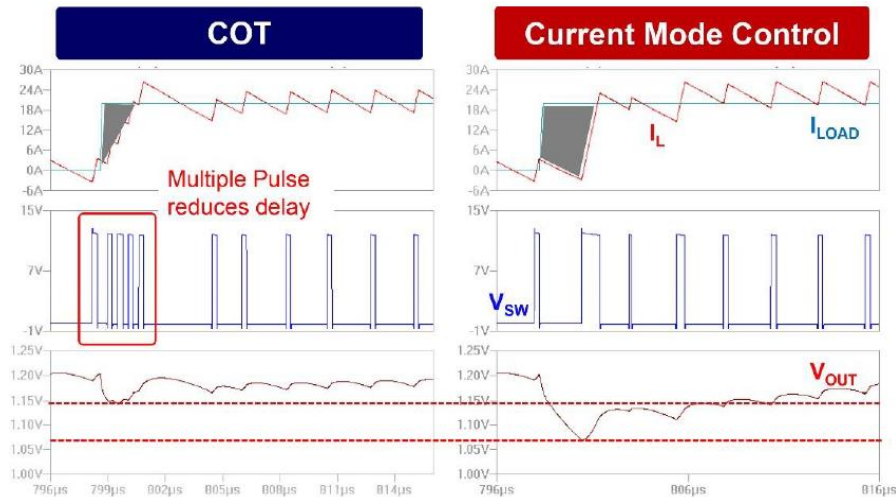 COT
Current Mode Control
30A
24A
18A
12A
6A
0A
-6A
Multiple Pulse
reduces delay
30A
24A
18A
12A
6A
0A
-6A
IL
ILOAD
15V
7V
-1V
15V
7V
-1V
VSW
1.25V
1.20V
1.15V
1.10V
1.05V
1.00V
1.25V
1.20V
1.15V
1.10V
1.05V
1.00V
VOUT
796µs 799µs 802µs 805µs 808µs 811µs 814µs
796µs 806µs 816µs